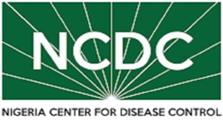 NCDC
NIGERIA CENTER FOR DISEASE CONTROL